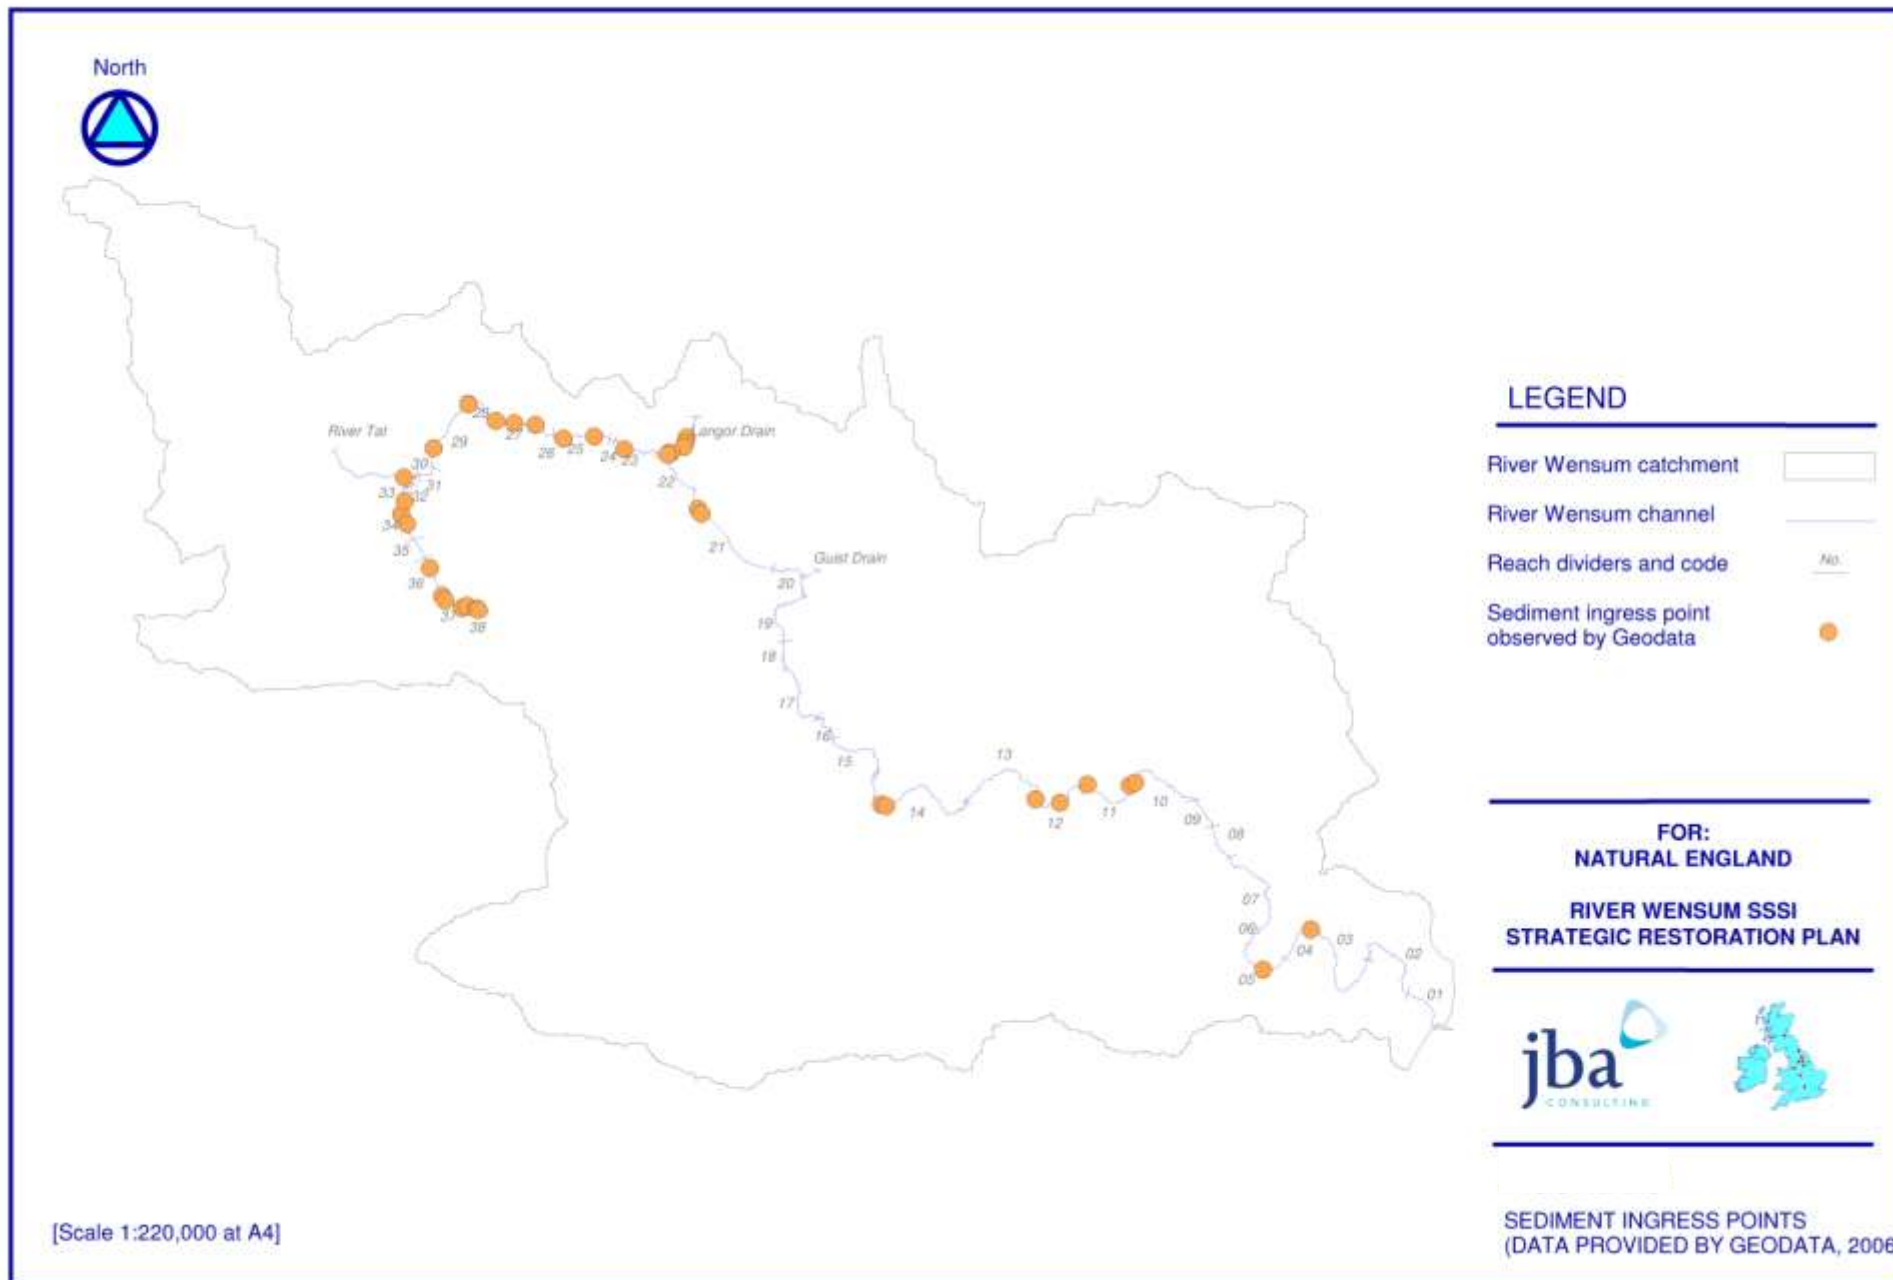 North
River Tat
Langor Drain
Guist Drain
28
29
27
26
25
24
23
30
31
33
32
22
34
35
21
36
20
37
38
19
18
17
16
15
13
14
12
11
10
09
08
07
06
04
03
02
05
01
LEGEND
River Wensum catchment
River Wensum channel
Reach dividers and code
No.
Sediment ingress point
observed by Geodata
FOR:
NATURAL ENGLAND
RIVER WENSUM SSSI
STRATEGIC RESTORATION PLAN
jba
CONSULTING
[Scale 1:220,000 at A4]
SEDIMENT INGRESS POINTS
(DATA PROVIDED BY GEODATA, 2006